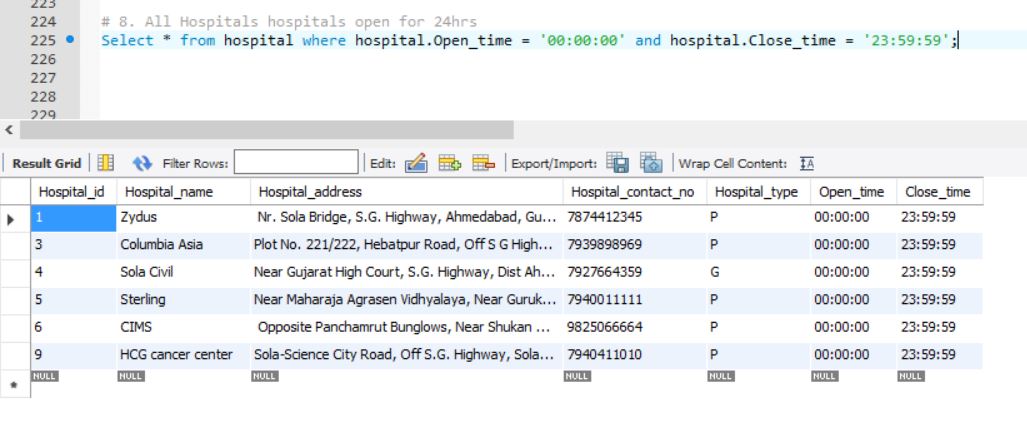 223
224 # 8. All Hospitals hospitals open for 24hrs
225 Select * from hospital where hospital.Open_time = '00:00:00' and hospital.Close_time = '23:59:59';
226
227
228
229
Result Grid Filter Rows: Edit: Export/Import: Wrap Cell Content: IA
Hospital_id Hospital_name Hospital_address Hospital_contact_no Hospital_type Open_time Close_time
1 Zydus Nr. Sola Bridge, S.G. Highway, Ahmedabad, Gu... 7874412345 P 00:00:00 23:59:59
3 Columbia Asia Plot No. 221/222, Hebatpur Road, Off S G High... 7939898969 P 00:00:00 23:59:59
4 Sola Civil Near Gujarat High Court, S.G. Highway, Dist Ah... 7927664359 G 00:00:00 23:59:59
5 Sterling Near Maharaja Agrasen Vidhyalaya, Near Guruk... 7940011111 P 00:00:00 23:59:59
6 CIMS Opposite Panchamrut Bunglows, Near Shukan ... 9825066664 P 00:00:00 23:59:59
9 HCG cancer center Sola-Science City Road, Off S.G. Highway, Sola... 7940411010 P 00:00:00 23:59:59
NULL NULL NULL NULL NULL NULL NULL